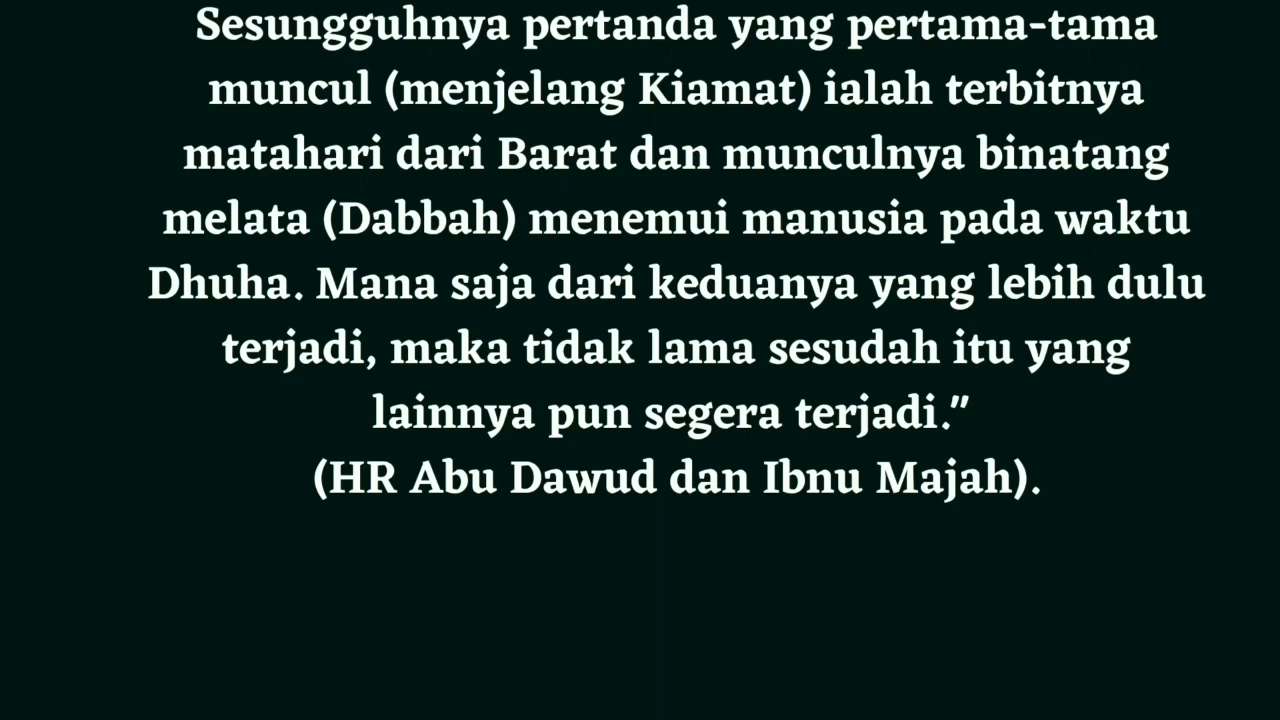 Sesungguhnya pertanda yang pertama-tama
muncul (menjelang Kiamat) ialah terbitnya
matahari dari Barat dan munculnya binatang
melata (Dabbah) menemui manusia pada waktu
Dhuha. Mana saja dari keduanya yang lebih dulu
terjadi, maka tidak lama sesudah itu yang
lainnya pun segera terjadi."
(HR Abu Dawud dan Ibnu Majah).